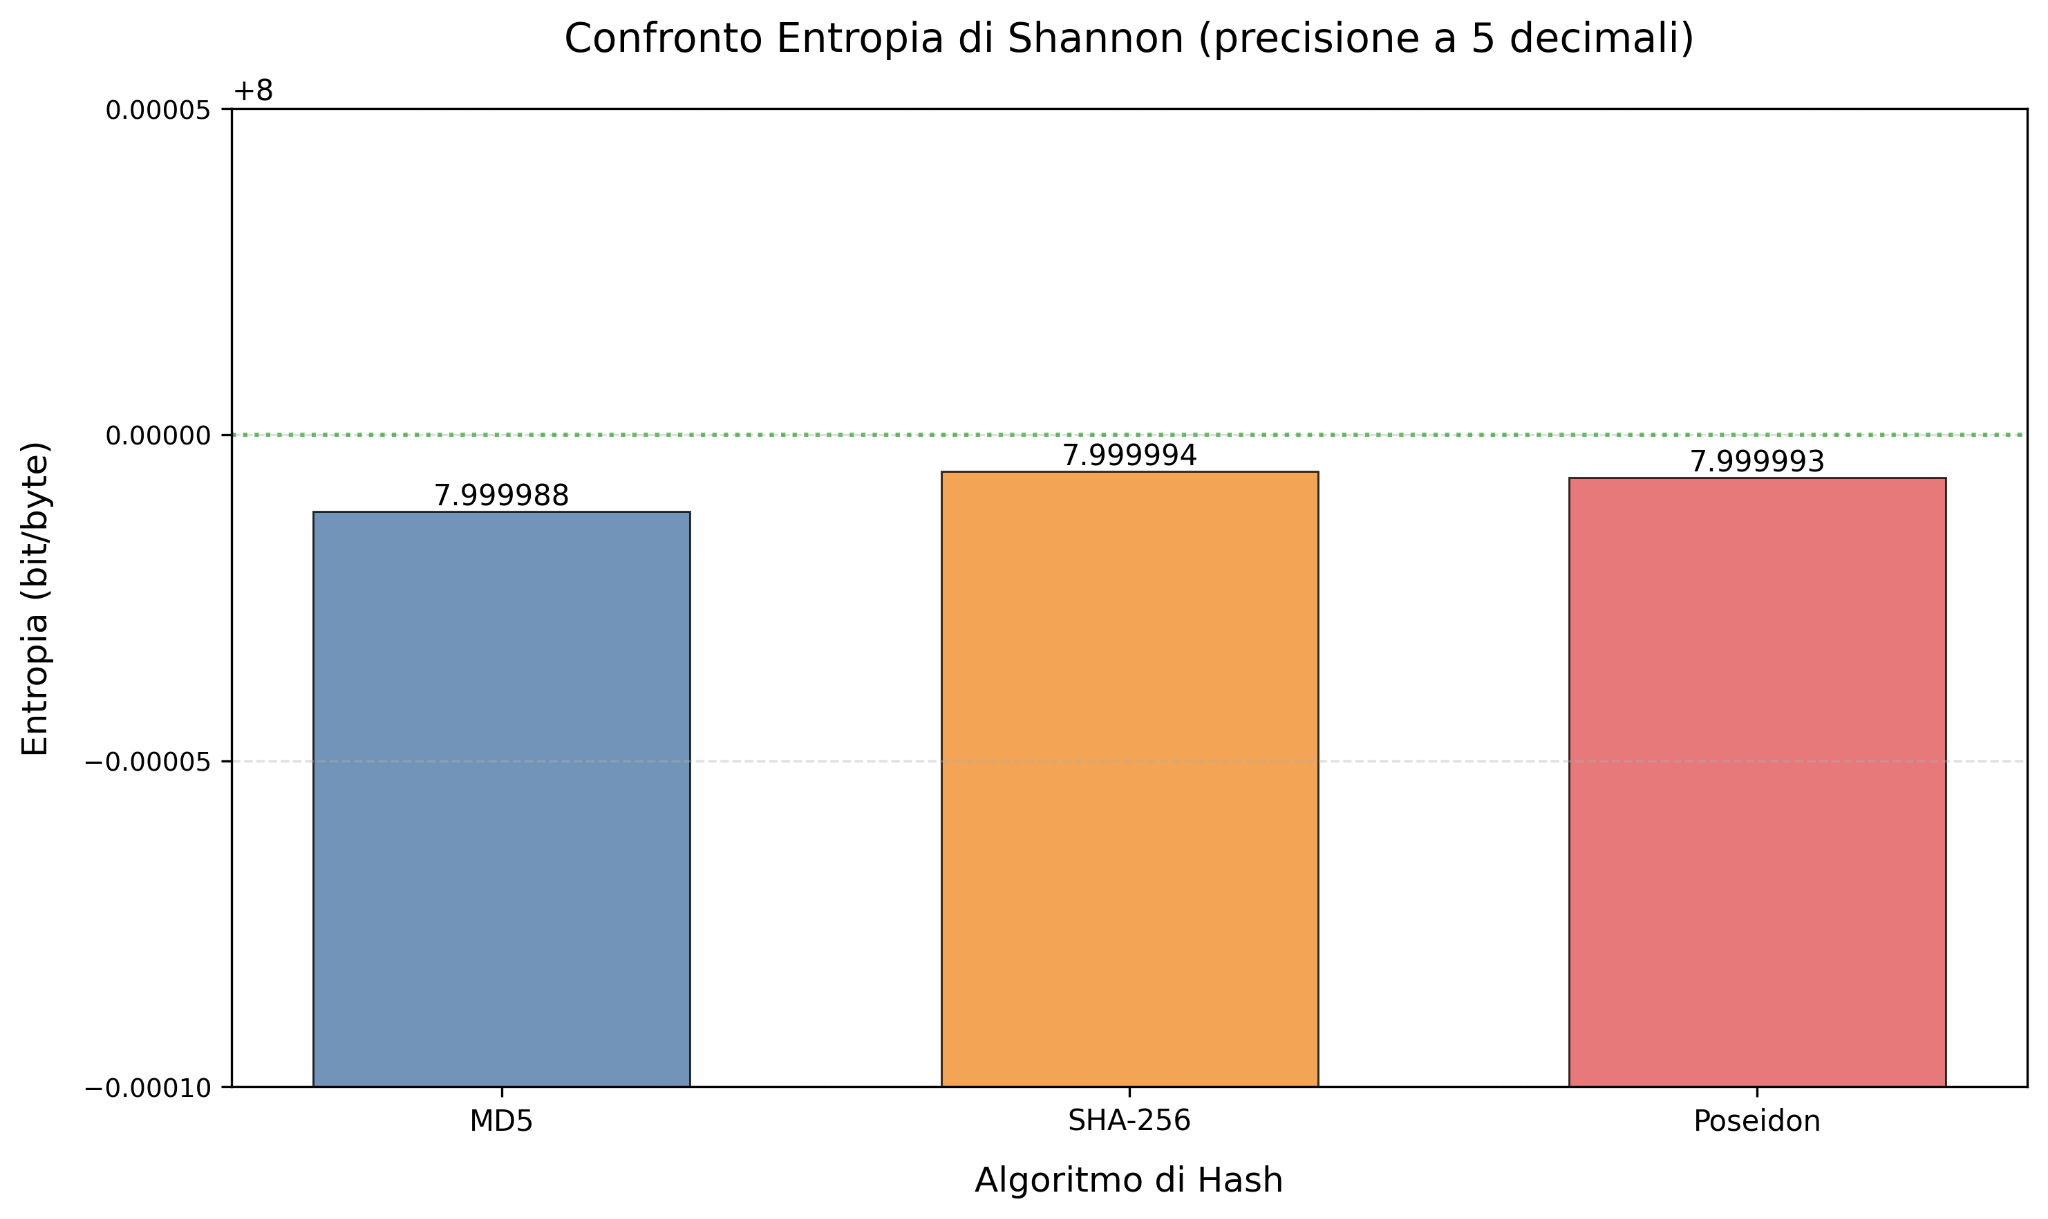 Confronto Entropia di Shannon (precisione a 5 decimali)
+8
0.00005
0.00000
−0.00005
−0.00010
Entropia (bit/byte)
7.999988
7.999994
7.999993
MD5
SHA-256
Poseidon
Algoritmo di Hash